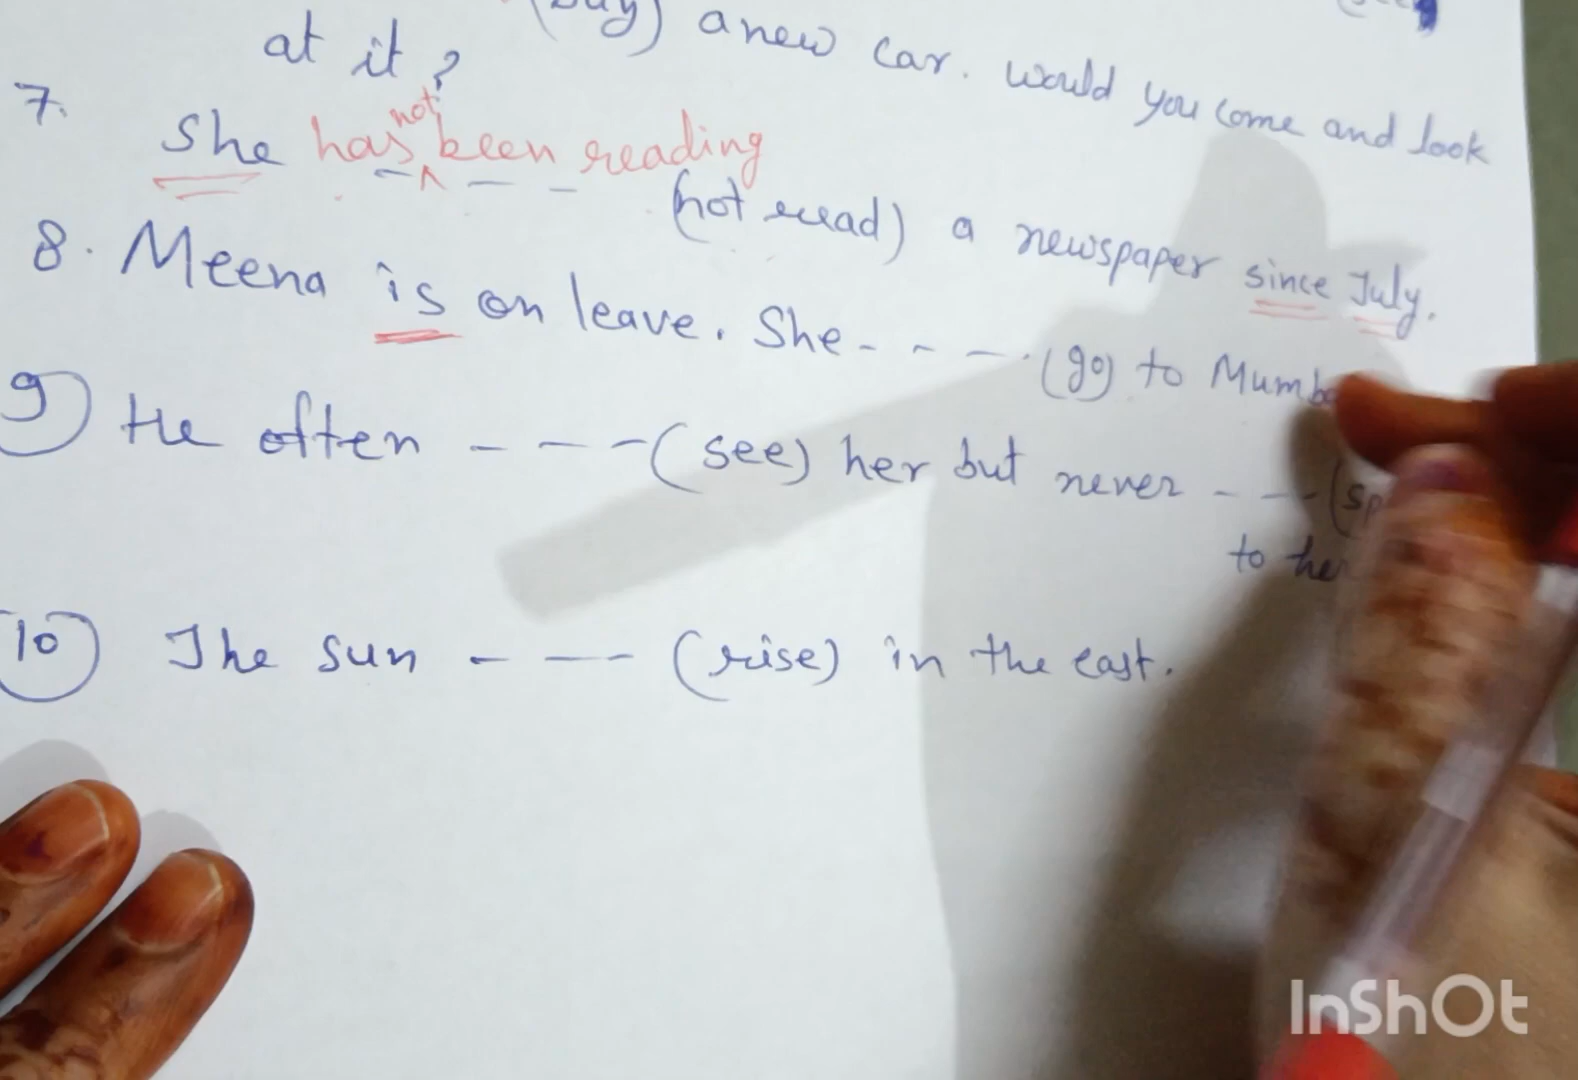 (buy) a new car. would you come and look
at it?
7. She has not been reading (not read) a newspaper since July.
8. Meena is on leave. She - - - (go) to
9) He often - - - (see) her but never - - -
to her
10) The sun - - - (rise) in the east.
InShOt